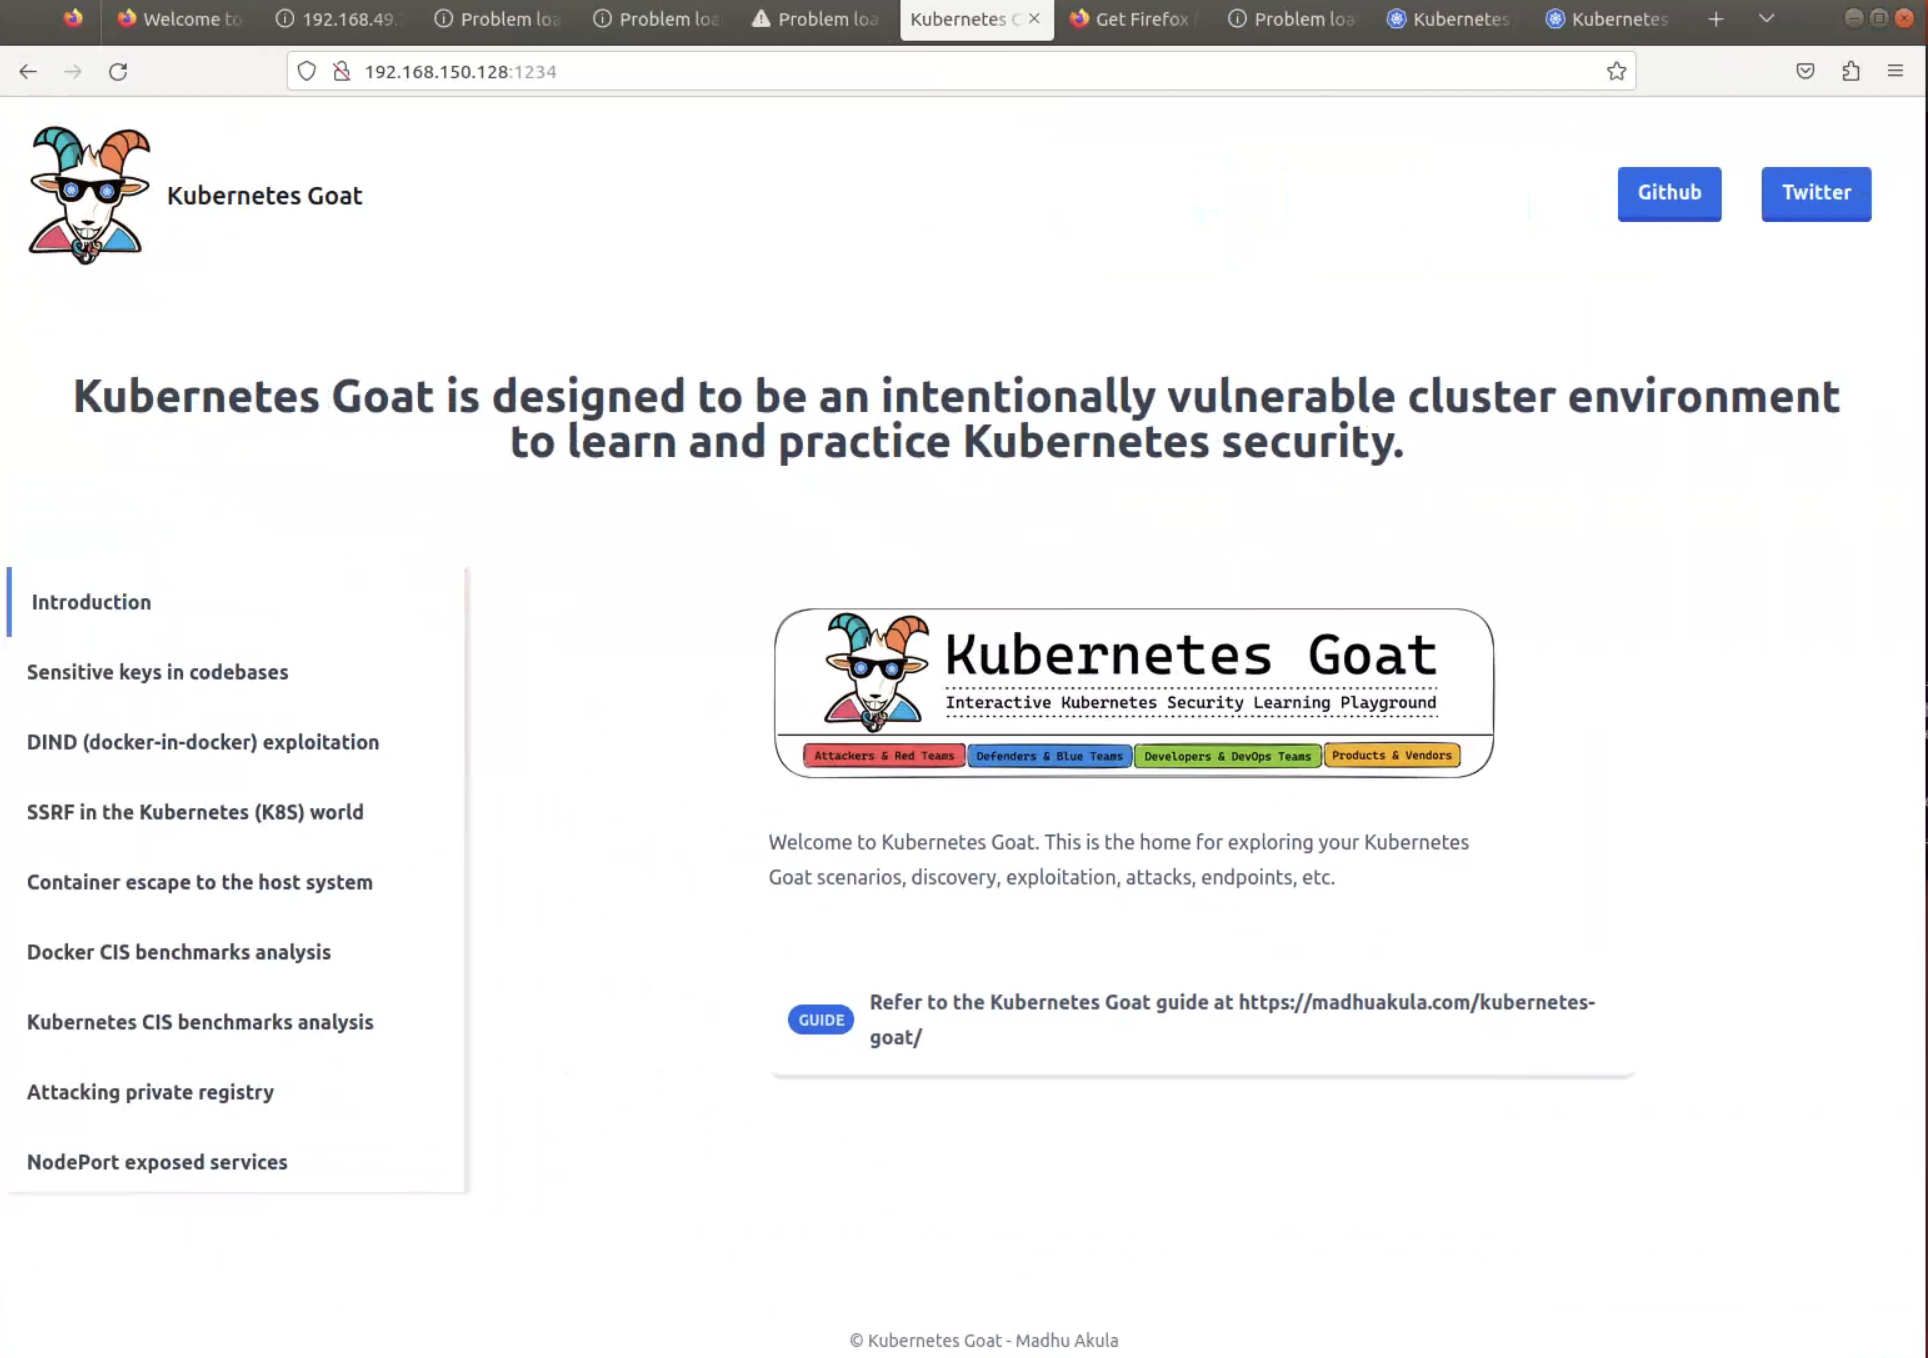 Welcome to
192.168.49.
Problem loa
Problem loa
Problem loa
Kubernetes G
Get Firefox
Problem loa
Kubernetes
Kubernetes
192.168.150.128:1234
Kubernetes Goat
Github
Twitter
Kubernetes Goat is designed to be an intentionally vulnerable cluster environment
to learn and practice Kubernetes security.
Introduction
Sensitive keys in codebases
DIND (docker-in-docker) exploitation
SSRF in the Kubernetes (K8S) world
Container escape to the host system
Docker CIS benchmarks analysis
Kubernetes CIS benchmarks analysis
Attacking private registry
NodePort exposed services
Kubernetes Goat
Interactive Kubernetes Security Learning Playground
Attackers & Red Teams
Defenders & Blue Teams
Developers & DevOps Teams
Products & Vendors
Welcome to Kubernetes Goat. This is the home for exploring your Kubernetes
Goat scenarios, discovery, exploitation, attacks, endpoints, etc.
GUIDE
Refer to the Kubernetes Goat guide at https://madhuakula.com/kubernetes-
goat/
© Kubernetes Goat - Madhu Akula